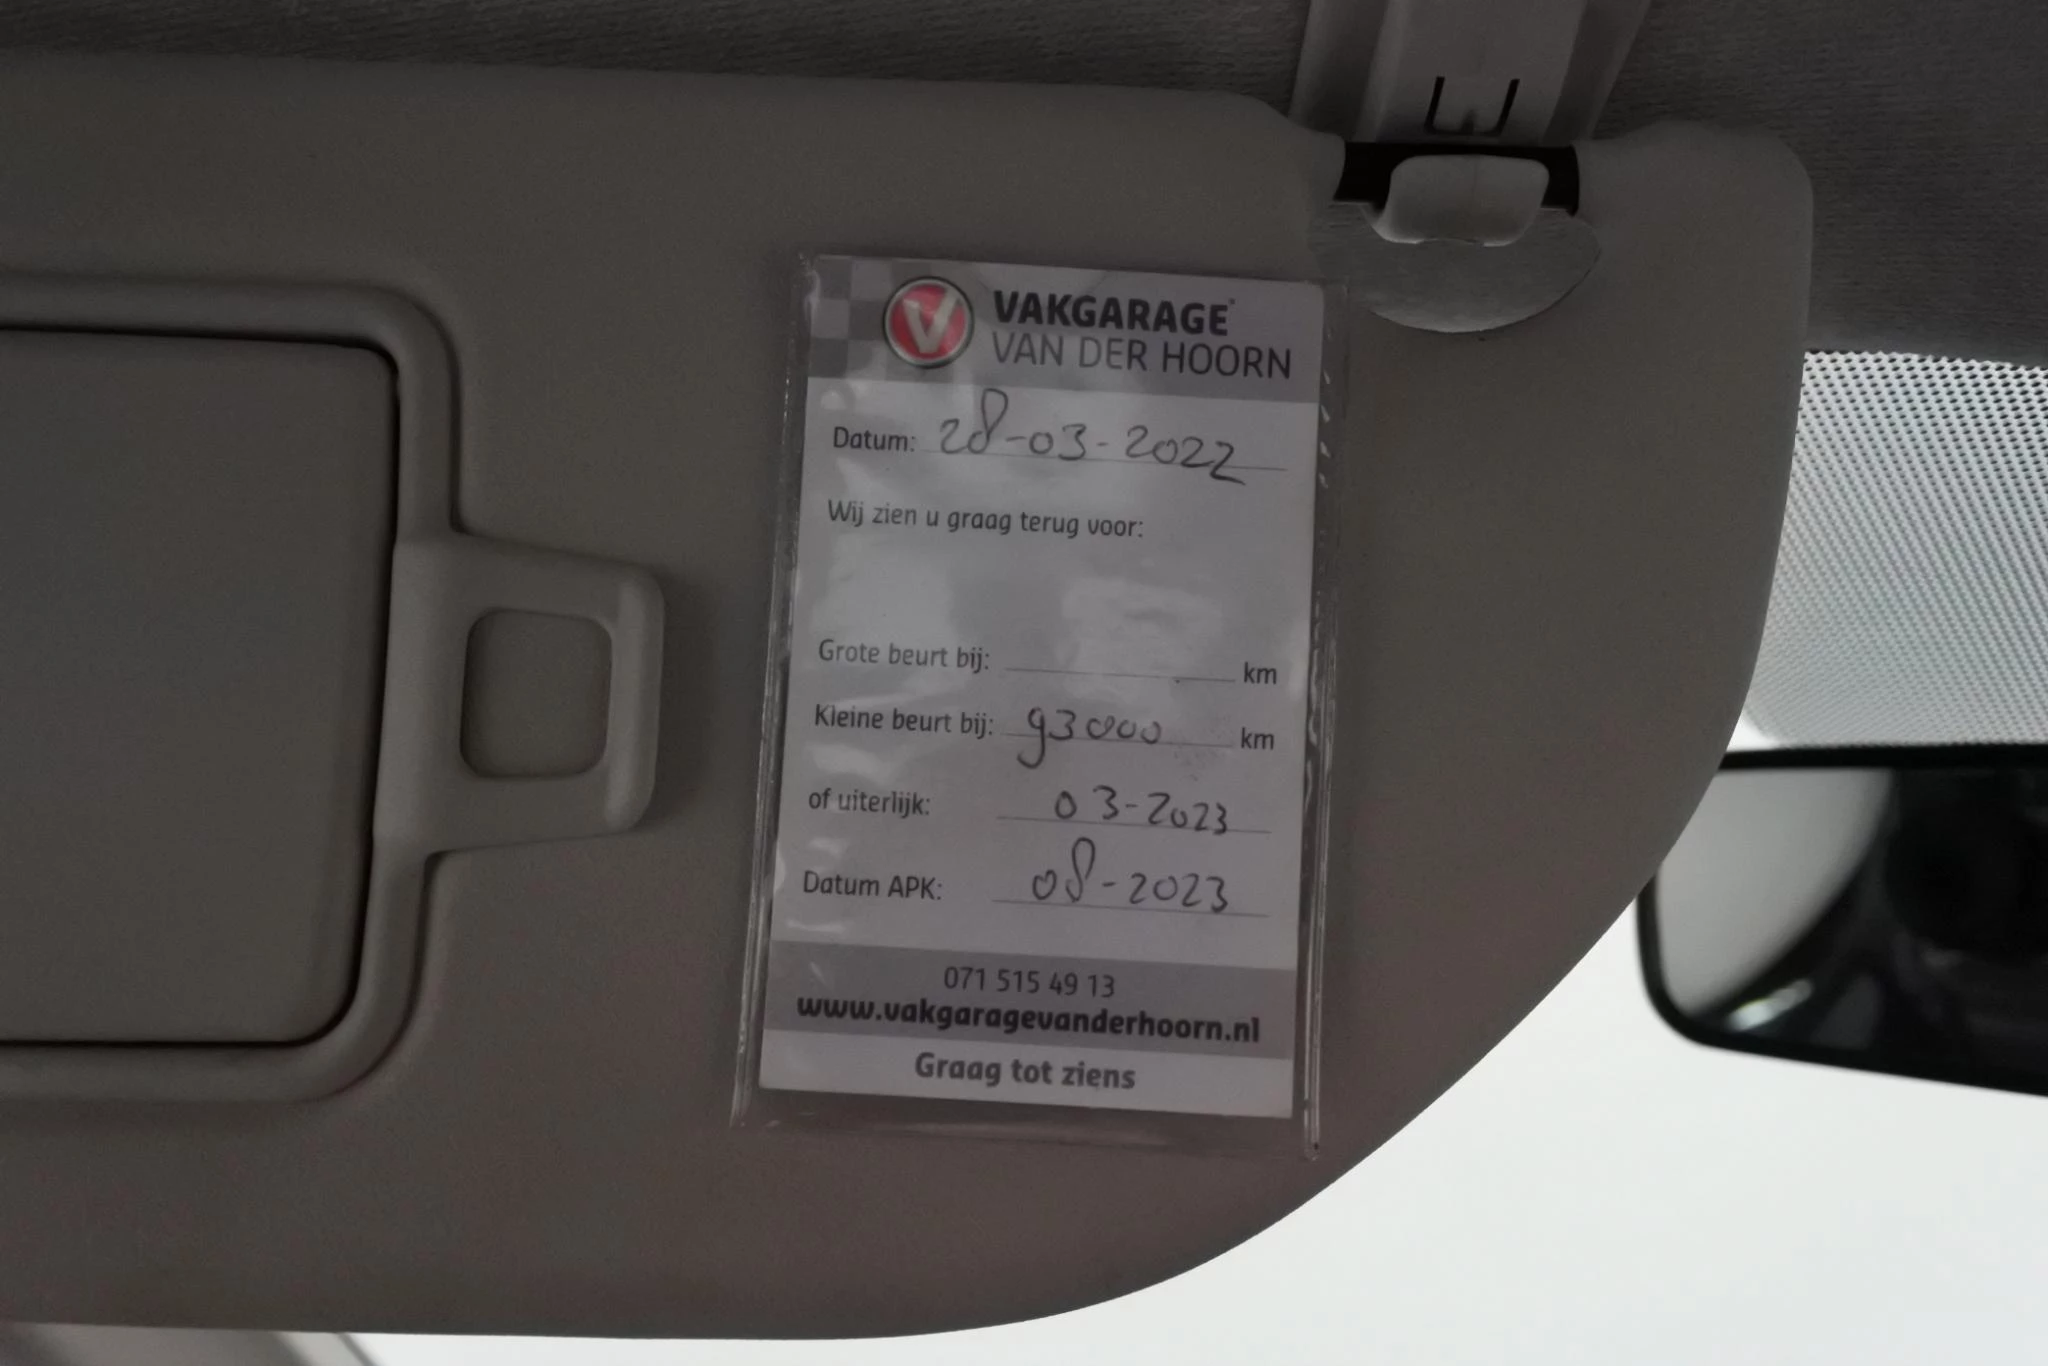 V VAKGARAGE
VAN DER HOORN
Datum: 28-03-2022
Wij zien u graag terug voor:
Grote beurt bij: km
Kleine beurt bij: 93000 km
of uiterlijk: 03-2023
Datum APK: 08-2023
071 515 49 13
www.vakgaragevanderhoorn.nl
Graag tot ziens